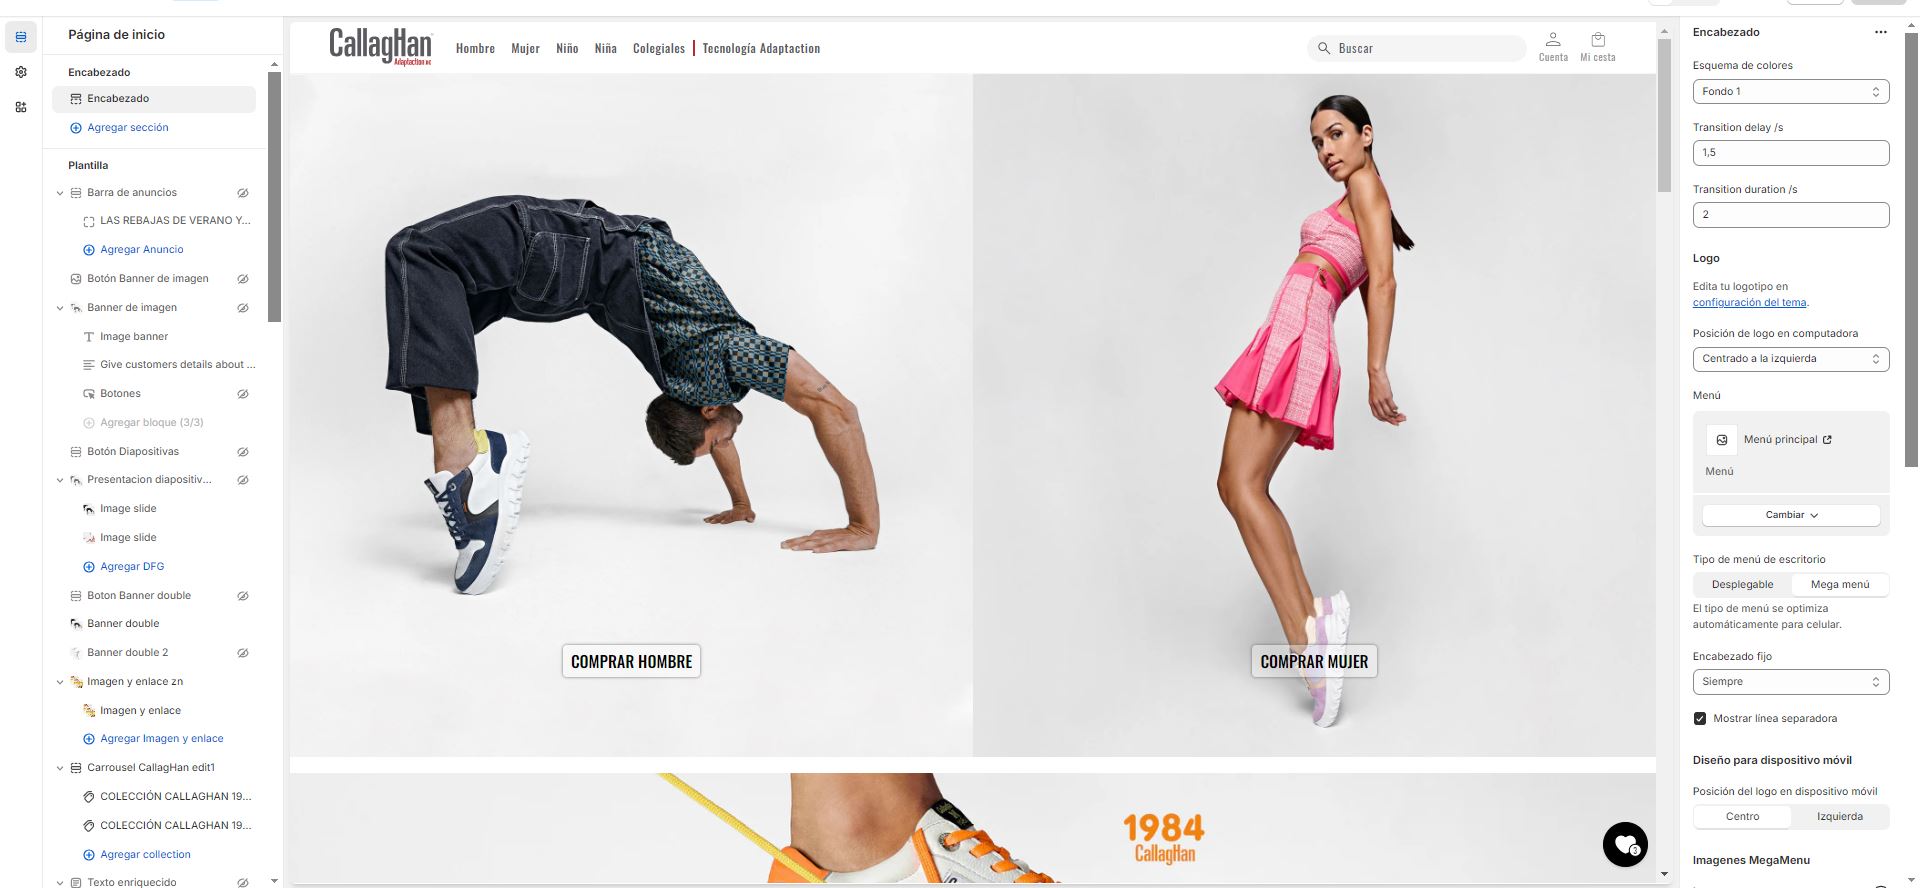 Página de inicio
Encabezado
Encabezado
Agregar sección
Plantilla
Barra de anuncios
LAS REBAJAS DE VERANO Y...
Agregar Anuncio
Botón Banner de imagen
Banner de imagen
Image banner
Give customers details about ...
Botones
Agregar bloque (3/3)
Botón Diapositivas
Presentacion diapositiv...
Image slide
Image slide
Agregar DFG
Boton Banner double
Banner double
Banner double 2
Imagen y enlace zn
Imagen y enlace
Agregar Imagen y enlace
Carrousel CallagHan edit1
COLECCIÓN CALLAGHAN 19...
COLECCIÓN CALLAGHAN 19...
Agregar collection
Texto enriquecido
CallagHan
Adaptaction
Hombre Mujer Niño Niña Colegiales Tecnología Adaptaction
Buscar
Cuenta
Mi cesta
COMPRAR HOMBRE
COMPRAR MUJER
1984
CallagHan
3
Encabezado
Esquema de colores
Fondo 1
Transition delay /s
1,5
Transition duration /s
2
Logo
Edita tu logotipo en
configuración del tema.
Posición de logo en computadora
Centrado a la izquierda
Menú
Menú principal
Menú
Cambiar
Tipo de menú de escritorio
Desplegable Mega menú
El tipo de menú se optimiza
automáticamente para celular.
Encabezado fijo
Siempre
Mostrar línea separadora
Diseño para dispositivo móvil
Posición del logo en dispositivo móvil
Centro Izquierda
Imagenes MegaMenu